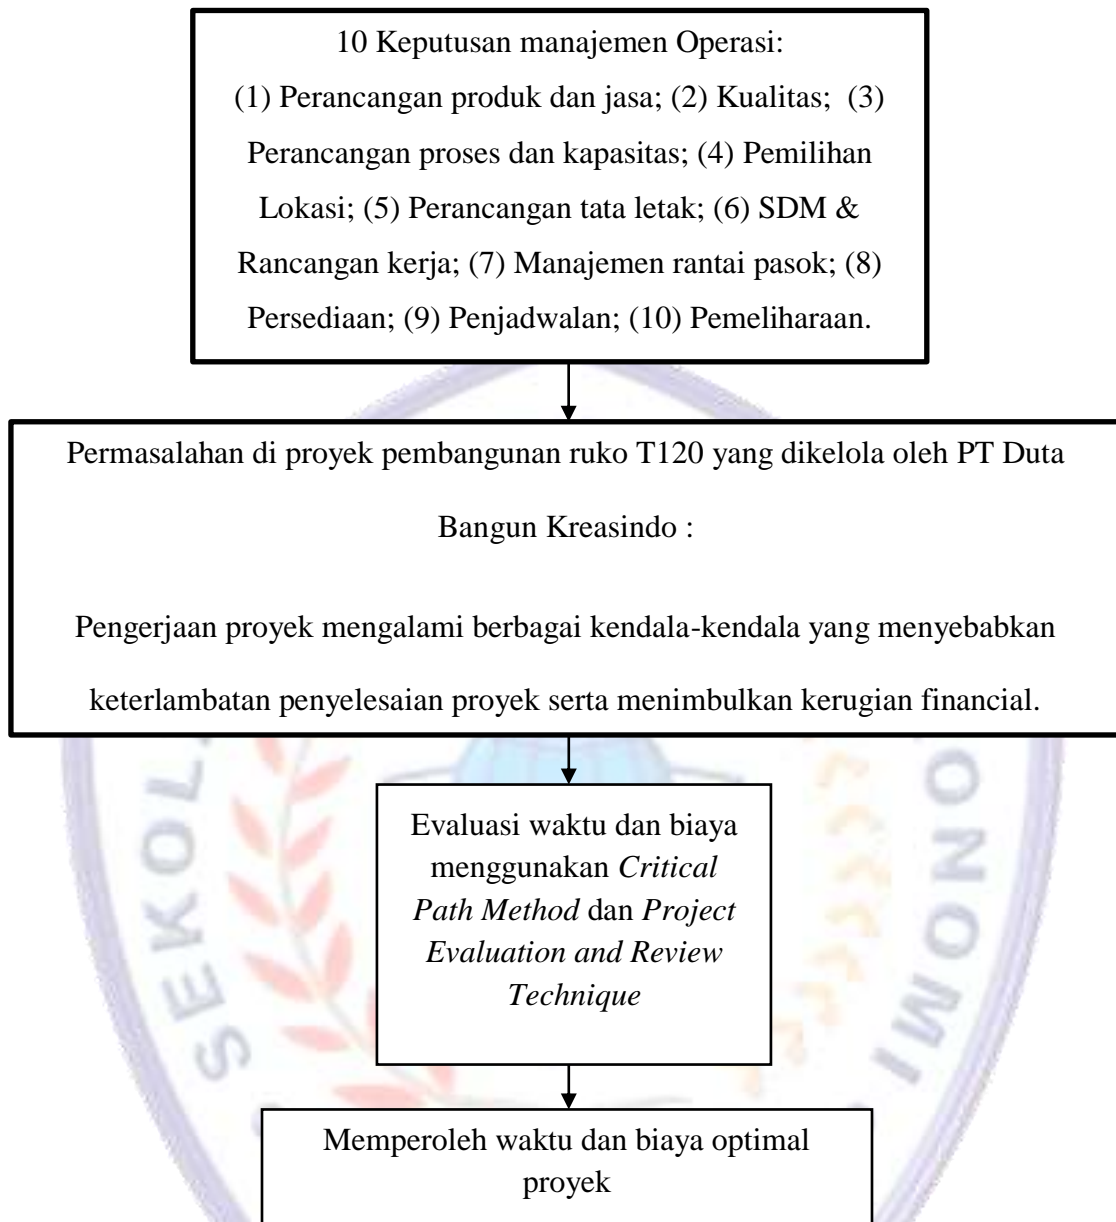 10 Keputusan manajemen Operasi:
(1) Perancangan produk dan jasa; (2) Kualitas; (3)
Perancangan proses dan kapasitas; (4) Pemilihan
Lokasi; (5) Perancangan tata letak; (6) SDM &
Rancangan kerja; (7) Manajemen rantai pasok; (8)
Persediaan; (9) Penjadwalan; (10) Pemeliharaan.
Permasalahan di proyek pembangunan ruko T120 yang dikelola oleh PT Duta
Bangun Kreasindo :
Pengerjaan proyek mengalami berbagai kendala-kendala yang menyebabkan
keterlambatan penyelesaian proyek serta menimbulkan kerugian financial.
Evaluasi waktu dan biaya
menggunakan Critical
Path Method dan Project
Evaluation and Review
Technique
Memperoleh waktu dan biaya optimal
proyek
SEKOL
ONOMI